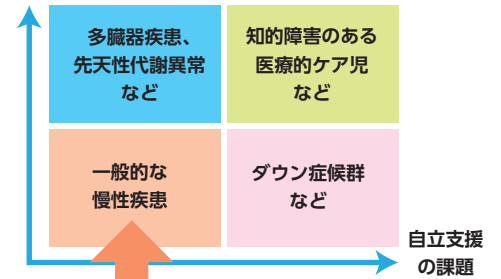 多臓器疾患、
先天性代謝異常
など
知的障害のある
医療的ケア児
など
一般的な
慢性疾患
ダウン症候群
など
自立支援
の課題